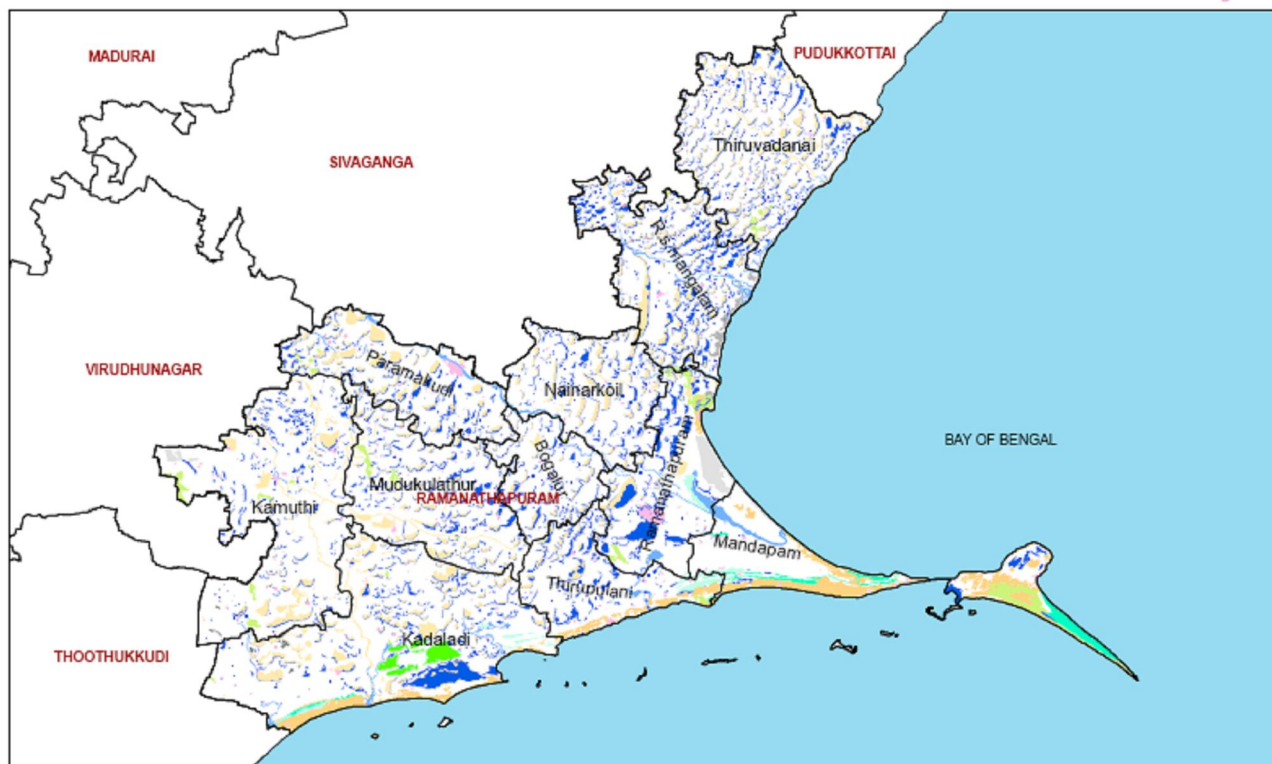 MADURAI
PUDUKKOTTAI
Thiruvadanai
SIVAGANGA
R.s.mangalam
VIRUDHUNAGAR
Paramakudi
Nainarkoil
BAY OF BENGAL
Bogalur
Ramanathapuram
Mudukulathur
RAMANATHAPURAM
Kamuthi
Mandapam
Thirupulani
Kadaladi
THOOTHUKKUDI